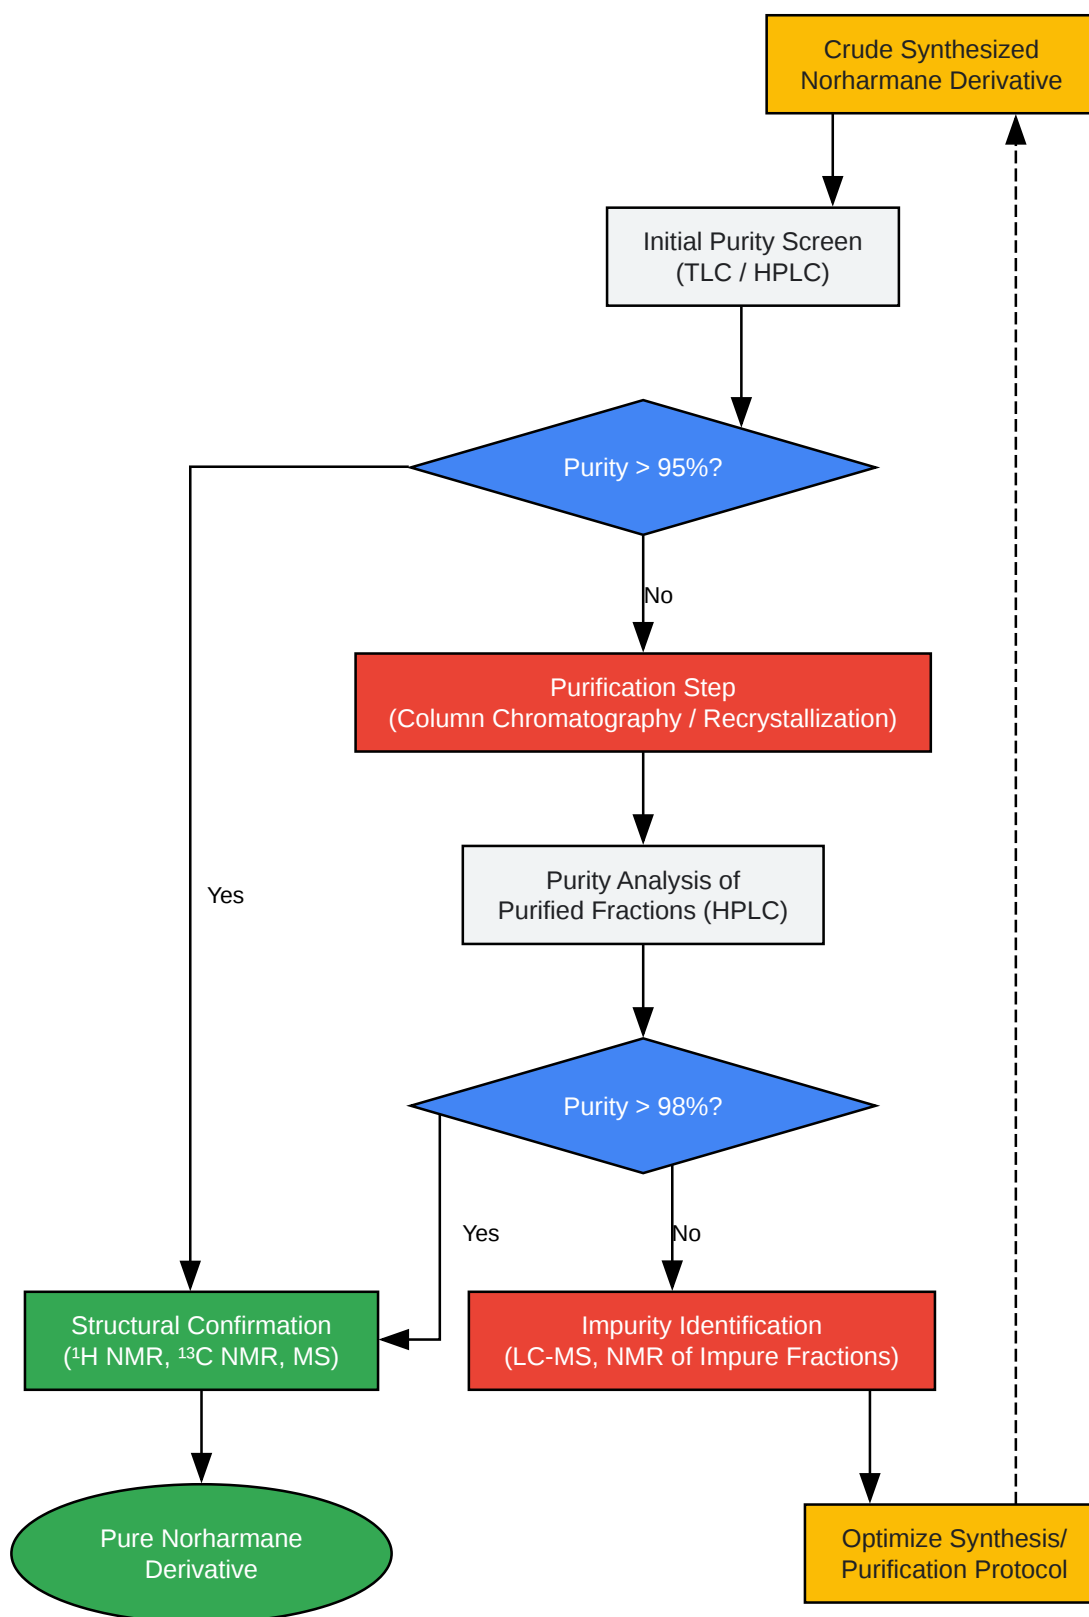 Crude Synthesized
Norharmane Derivative
Initial Purity Screen
(TLC / HPLC)
Purity > 95%?
No
Purification Step
(Column Chromatography / Recrystallization)
Purity Analysis of
Purified Fractions (HPLC)
Yes
Purity > 98%?
Yes
No
Structural Confirmation
(¹H NMR, ¹³C NMR, MS)
Impurity Identification
(LC-MS, NMR of Impure Fractions)
Pure Norharmane
Derivative
Optimize Synthesis/
Purification Protocol